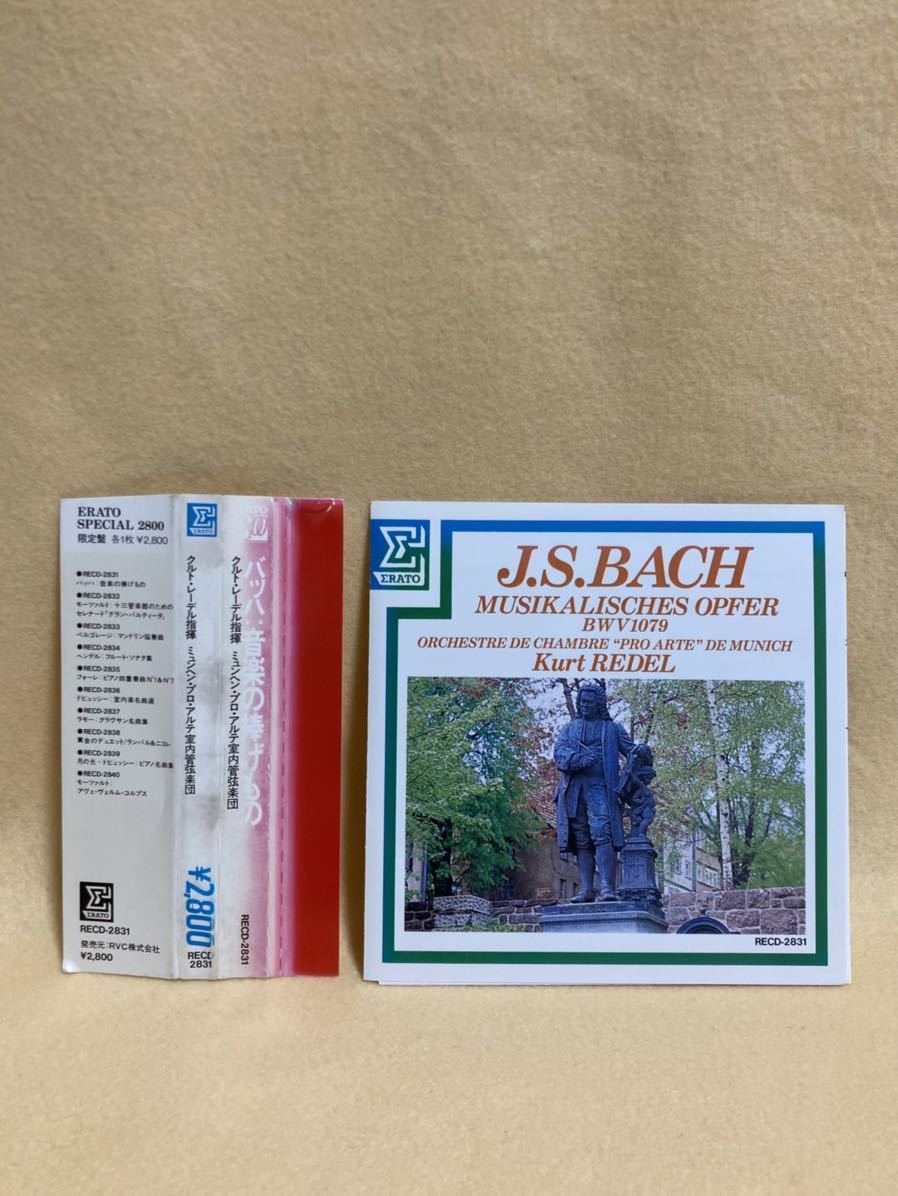 ERATO
SPECIAL 2800
限定盤 各1枚 ¥2,800
●RECD-2831
バッハ:音楽の捧げもの
●RECD-2832
モーツァルト:十三管楽器のための
セレナード「グラン・パルティータ」
●RECD-2833
ペルゴレージ:マンドリン協奏曲
●RECD-2834
ヘンデル:フルート・ソナタ集
●RECD-2835
フォーレ:ピアノ四重奏曲N°1&N°2
●RECD-2836
ドビュッシー:室内楽名曲選
●RECD-2837
ラモー:クラヴサン名曲集
●RECD-2838
黄金のデュエット/ランパル&ニコレ
●RECD-2839
月の光-ドビュッシー:ピアノ名曲集
●RECD-2840
モーツァルト:
アヴェ・ヴェルム・コルプス
ERATO
RECD-2831
発売元:RVC株式会社
¥2,800
ERATO
クルト・レーデル指揮 ミュンヘン・プロ・アルテ室内管弦楽団
¥2,800
RECD-
2831
バッハ:音楽の捧げもの
クルト・レーデル指揮 ミュンヘン・プロ・アルテ室内管弦楽団
RECD-2831
ERATO
J.S.BACH
MUSIKALISCHES OPFER
BWV 1079
ORCHESTRE DE CHAMBRE “PRO ARTE” DE MUNICH
Kurt REDEL
RECD-2831